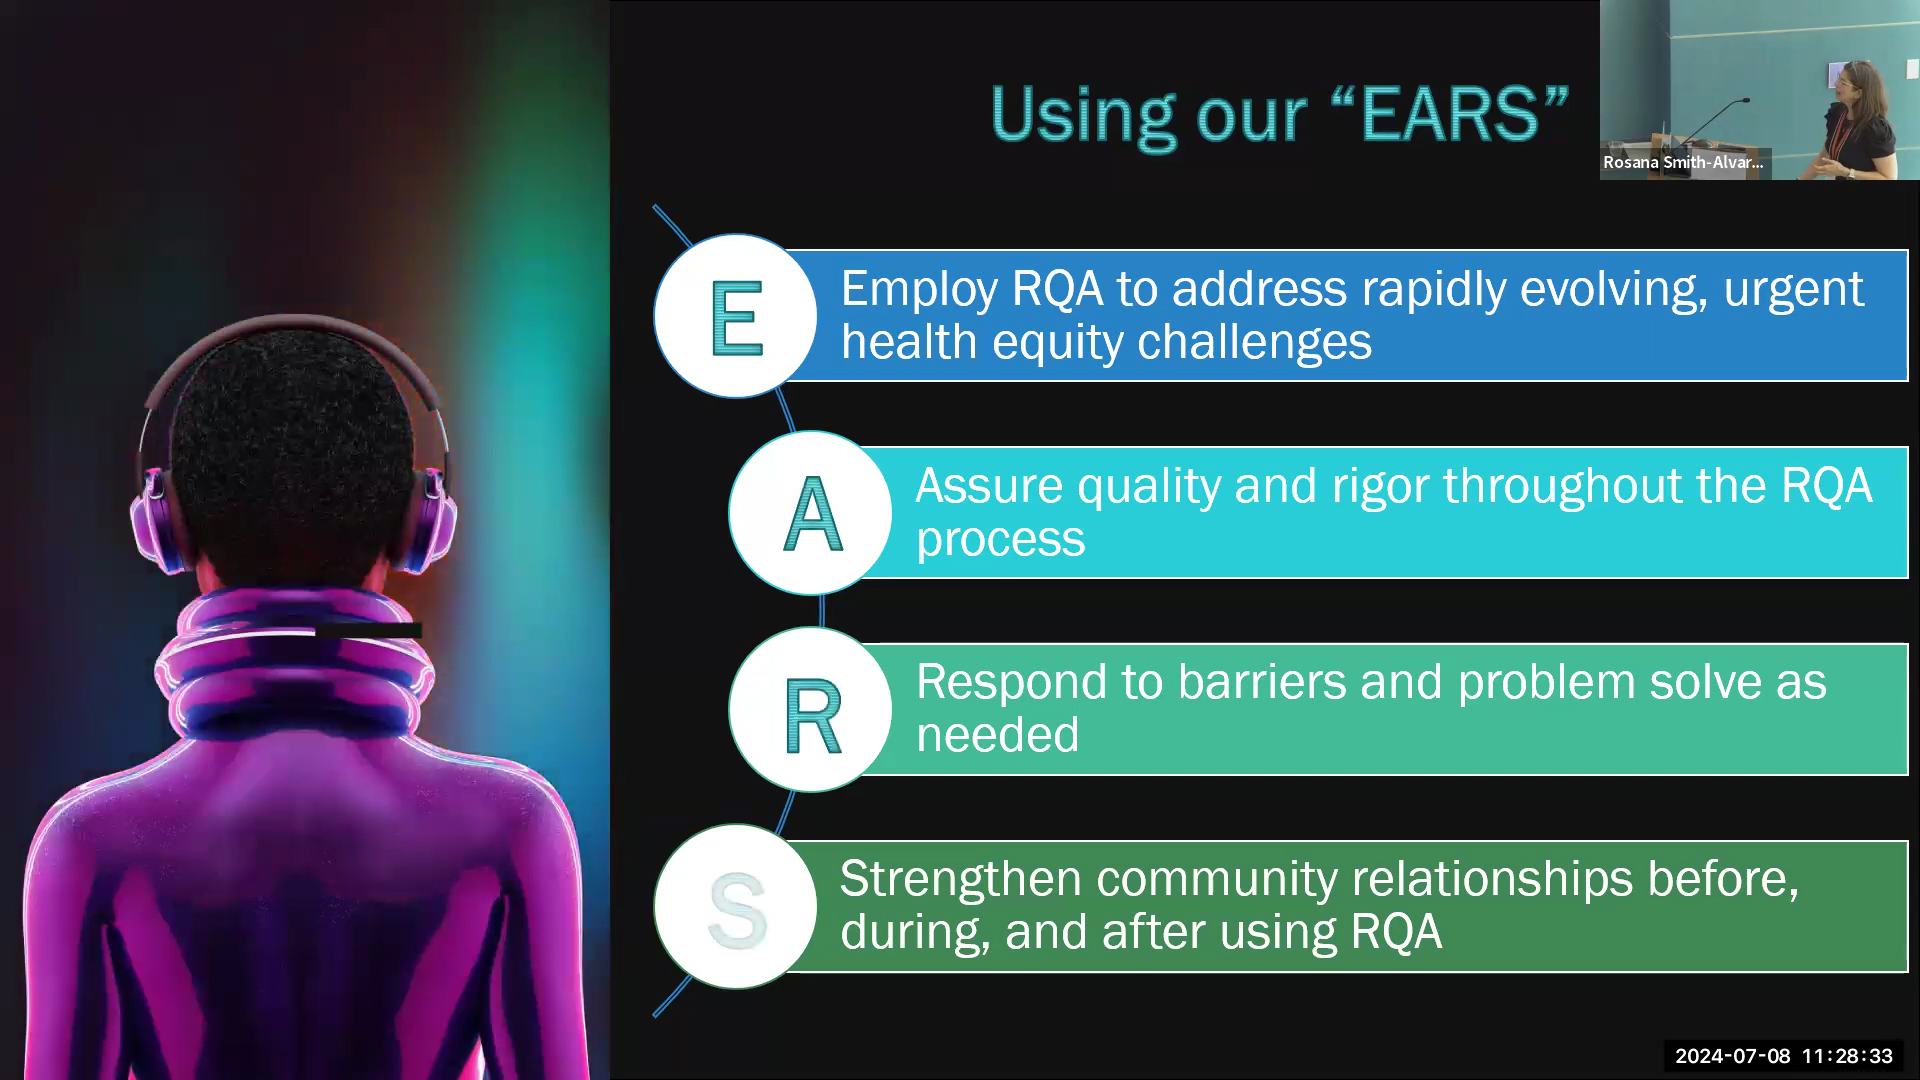 Using our “EARS”
Rosana Smith-Alvar...
E
Employ RQA to address rapidly evolving, urgent
health equity challenges
A
Assure quality and rigor throughout the RQA
process
R
Respond to barriers and problem solve as
needed
S
Strengthen community relationships before,
during, and after using RQA
2024-07-08 11:28:33